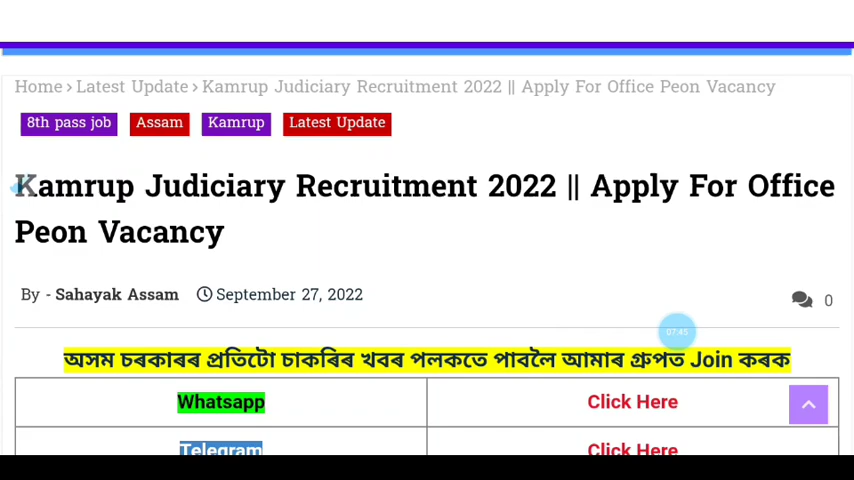 Home › Latest Update › Kamrup Judiciary Recruitment 2022 || Apply For Office Peon Vacancy
8th pass job Assam Kamrup Latest Update
Kamrup Judiciary Recruitment 2022 || Apply For Office
Peon Vacancy
By - Sahayak Assam September 27, 2022 0
07:45
অসম চৰকাৰৰ প্ৰতিটো চাকৰিৰ খবৰ পলকতে পাবলৈ আমাৰ গ্ৰুপত Join কৰক
Whatsapp Click Here
Telegram Click Here